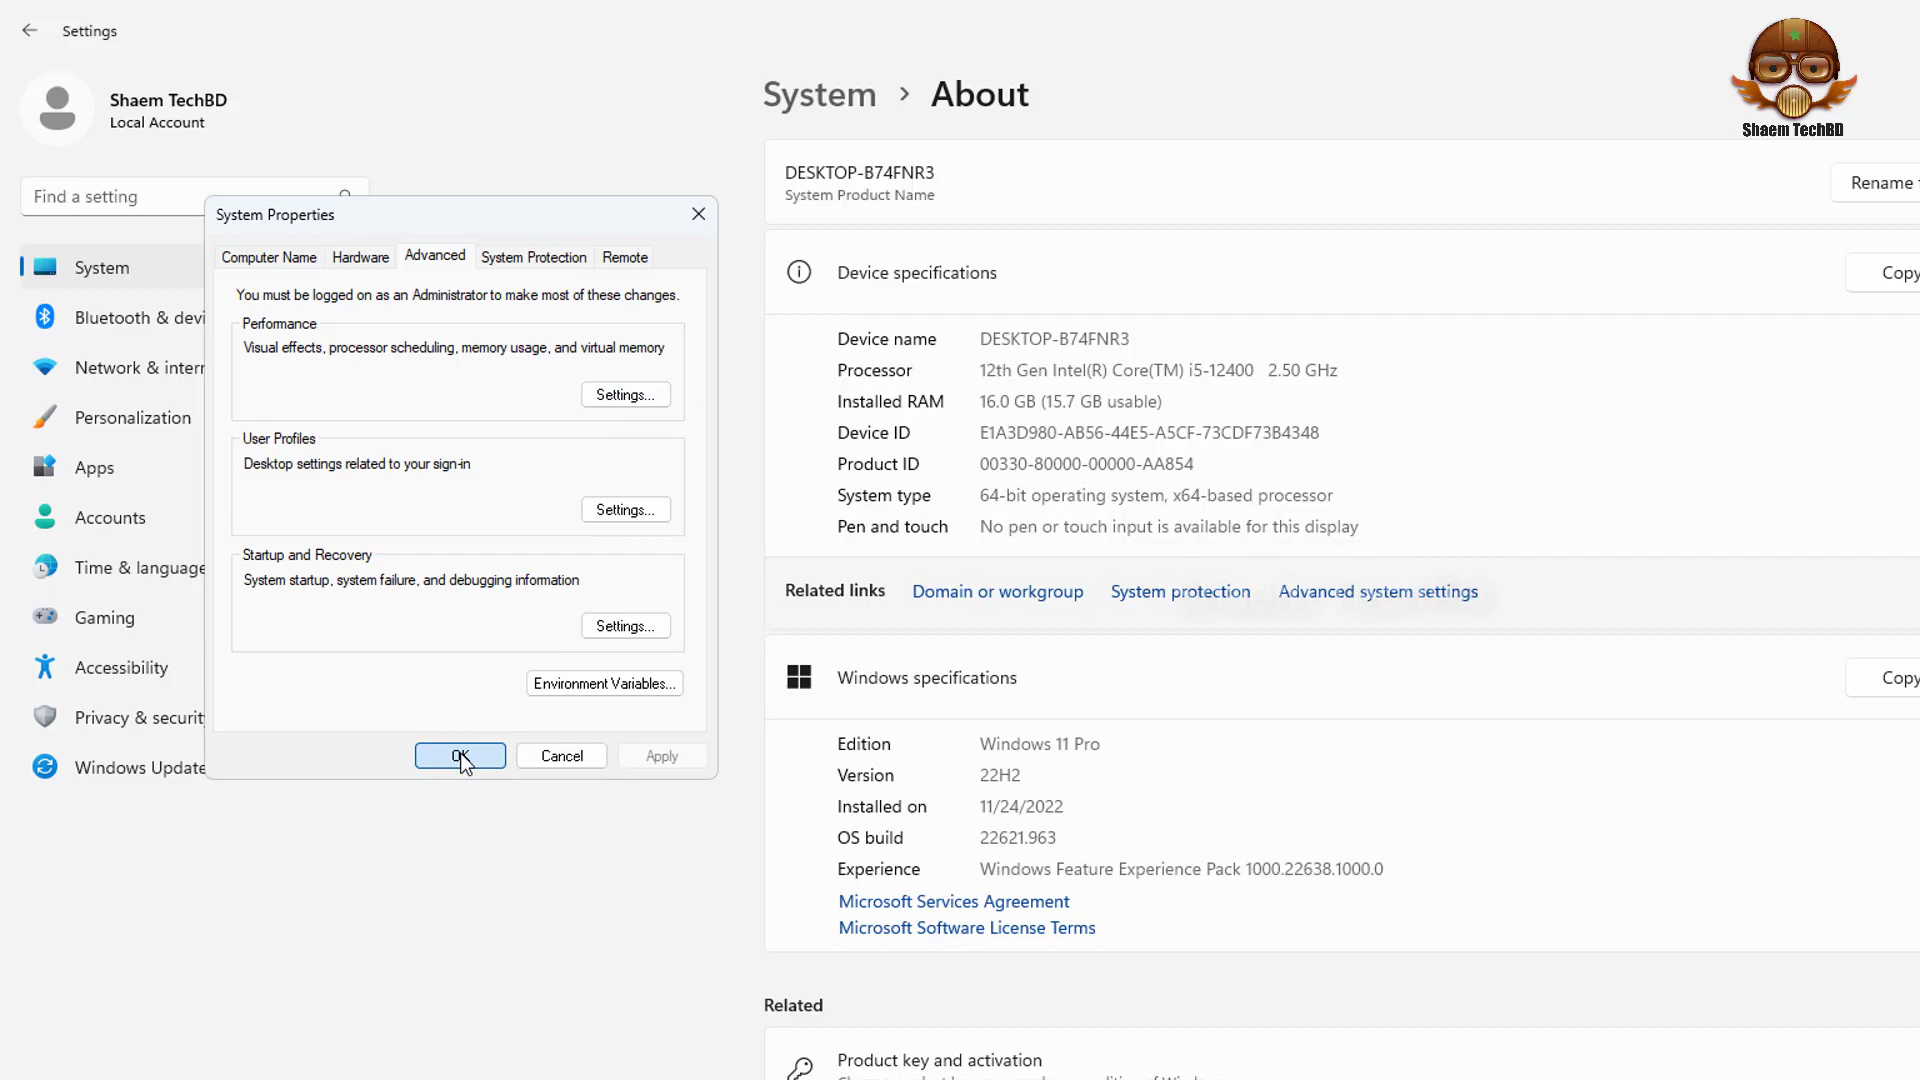 Settings
Shaem TechBD
Local Account
Find a setting
System
Bluetooth & devi
Network & intern
Personalization
Apps
Accounts
Time & language
Gaming
Accessibility
Privacy & security
Windows Update
System Properties
Computer Name
Hardware
Advanced
System Protection
Remote
You must be logged on as an Administrator to make most of these changes.
Performance
Visual effects, processor scheduling, memory usage, and virtual memory
Settings...
User Profiles
Desktop settings related to your sign-in
Settings...
Startup and Recovery
System startup, system failure, and debugging information
Settings...
Environment Variables...
OK
Cancel
Apply
System > About
Shaem TechBD
DESKTOP-B74FNR3
System Product Name
Rename
Device specifications
Copy
Device name DESKTOP-B74FNR3
Processor 12th Gen Intel(R) Core(TM) i5-12400 2.50 GHz
Installed RAM 16.0 GB (15.7 GB usable)
Device ID E1A3D980-AB56-44E5-A5CF-73CDF73B4348
Product ID 00330-80000-00000-AA854
System type 64-bit operating system, x64-based processor
Pen and touch No pen or touch input is available for this display
Related links Domain or workgroup System protection Advanced system settings
Windows specifications
Copy
Edition Windows 11 Pro
Version 22H2
Installed on 11/24/2022
OS build 22621.963
Experience Windows Feature Experience Pack 1000.22638.1000.0
Microsoft Services Agreement
Microsoft Software License Terms
Related
Product key and activation